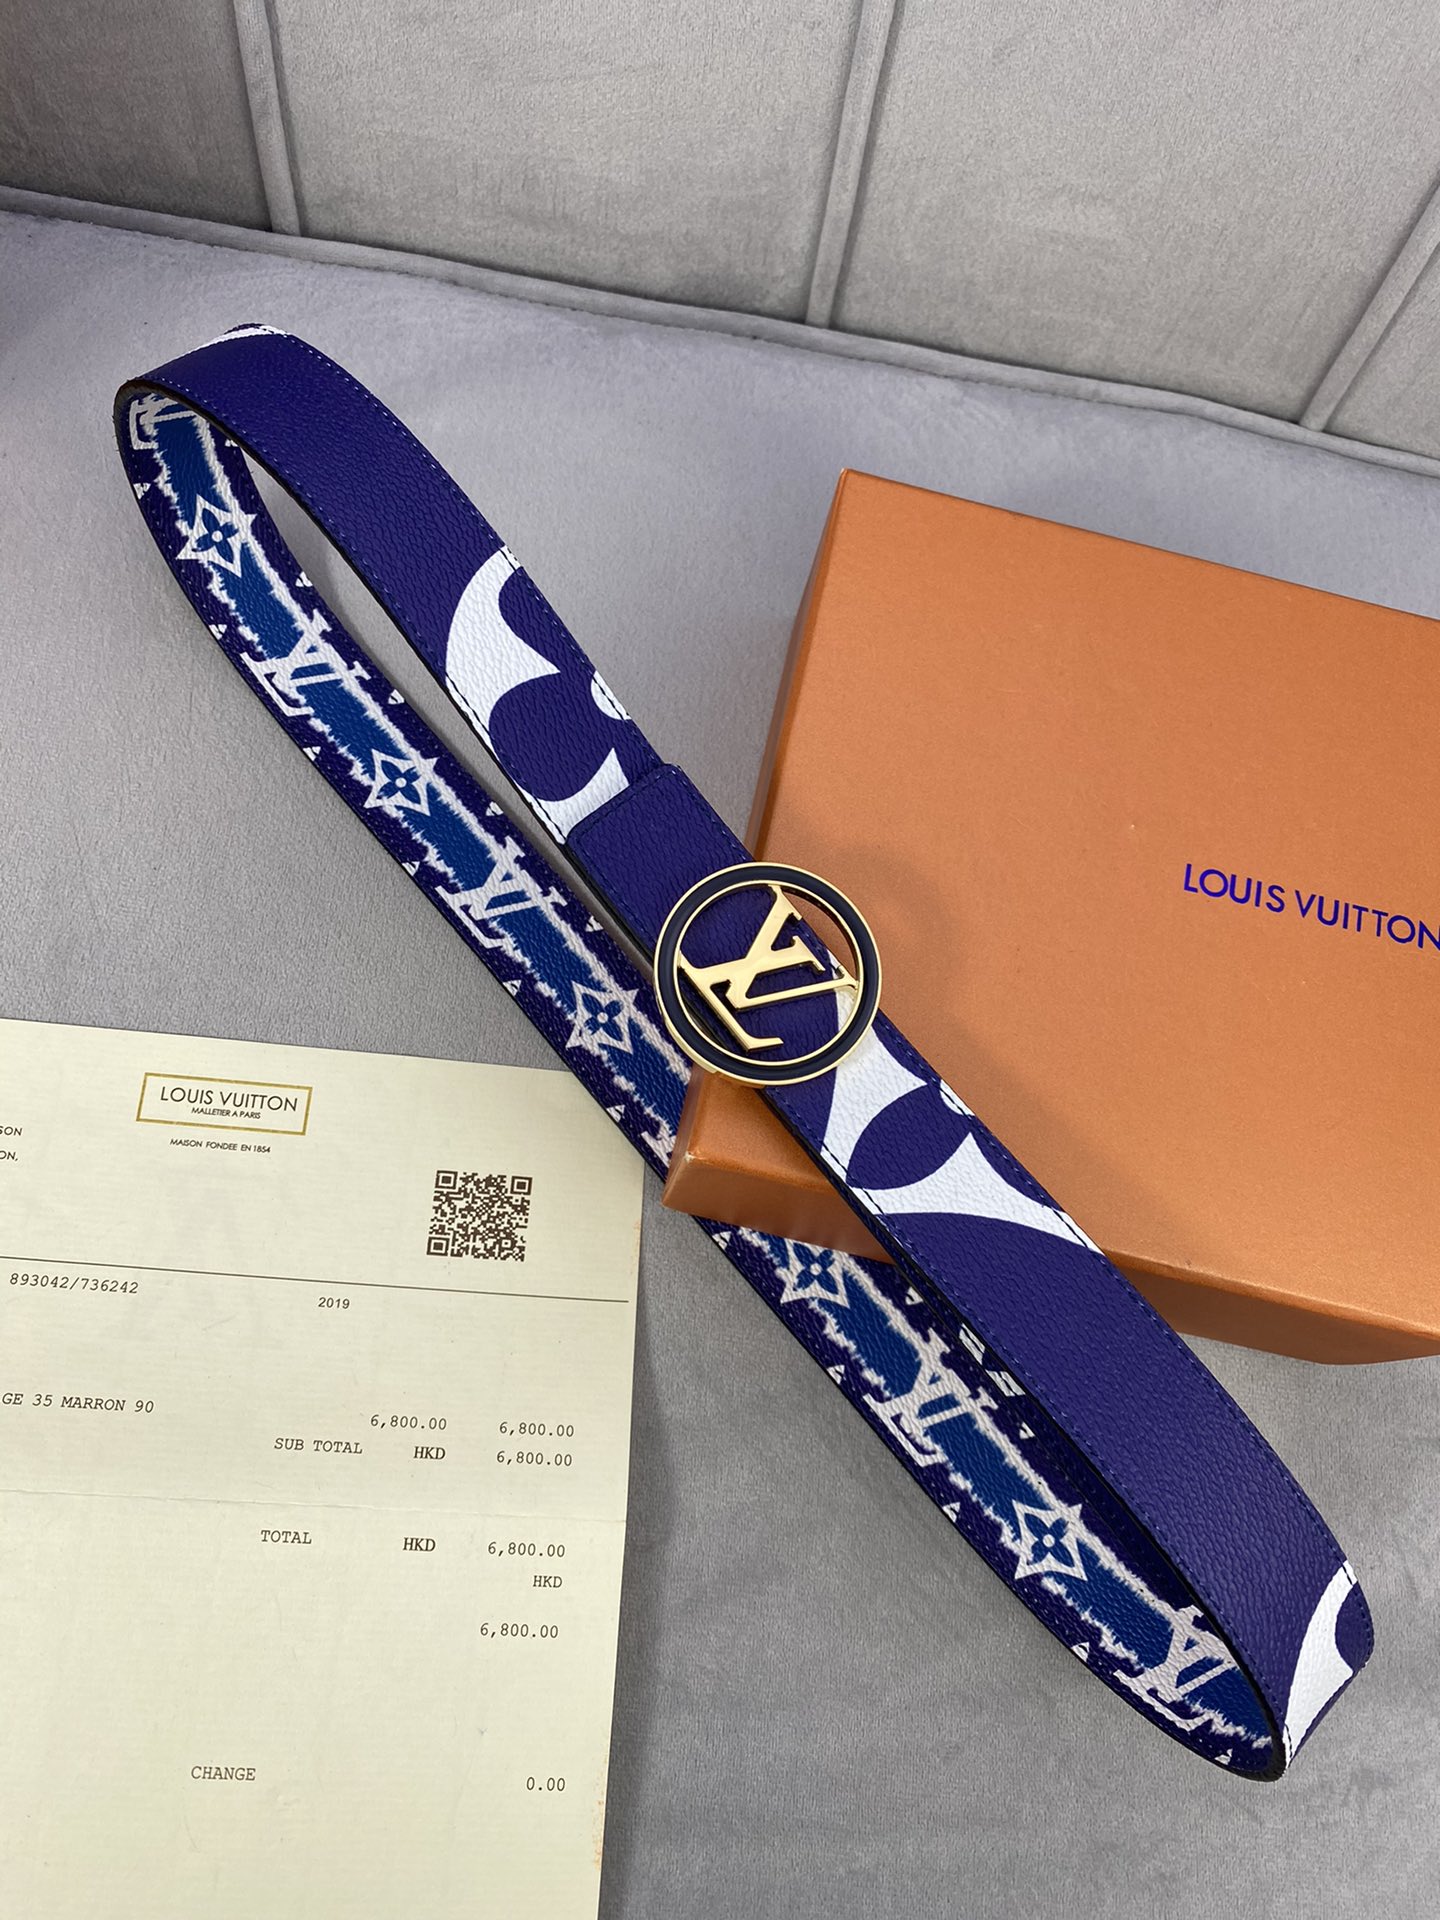 LOUIS VUITTON
LV
LOUIS VUITTON
MALLETIER A PARIS
MAISON FONDEE EN 1854
SON
ON,
893042/736242
2019
GE 35 MARRON 90
6,800.00 6,800.00
SUB TOTAL HKD 6,800.00
TOTAL HKD 6,800.00
HKD
6,800.00
CHANGE 0.00